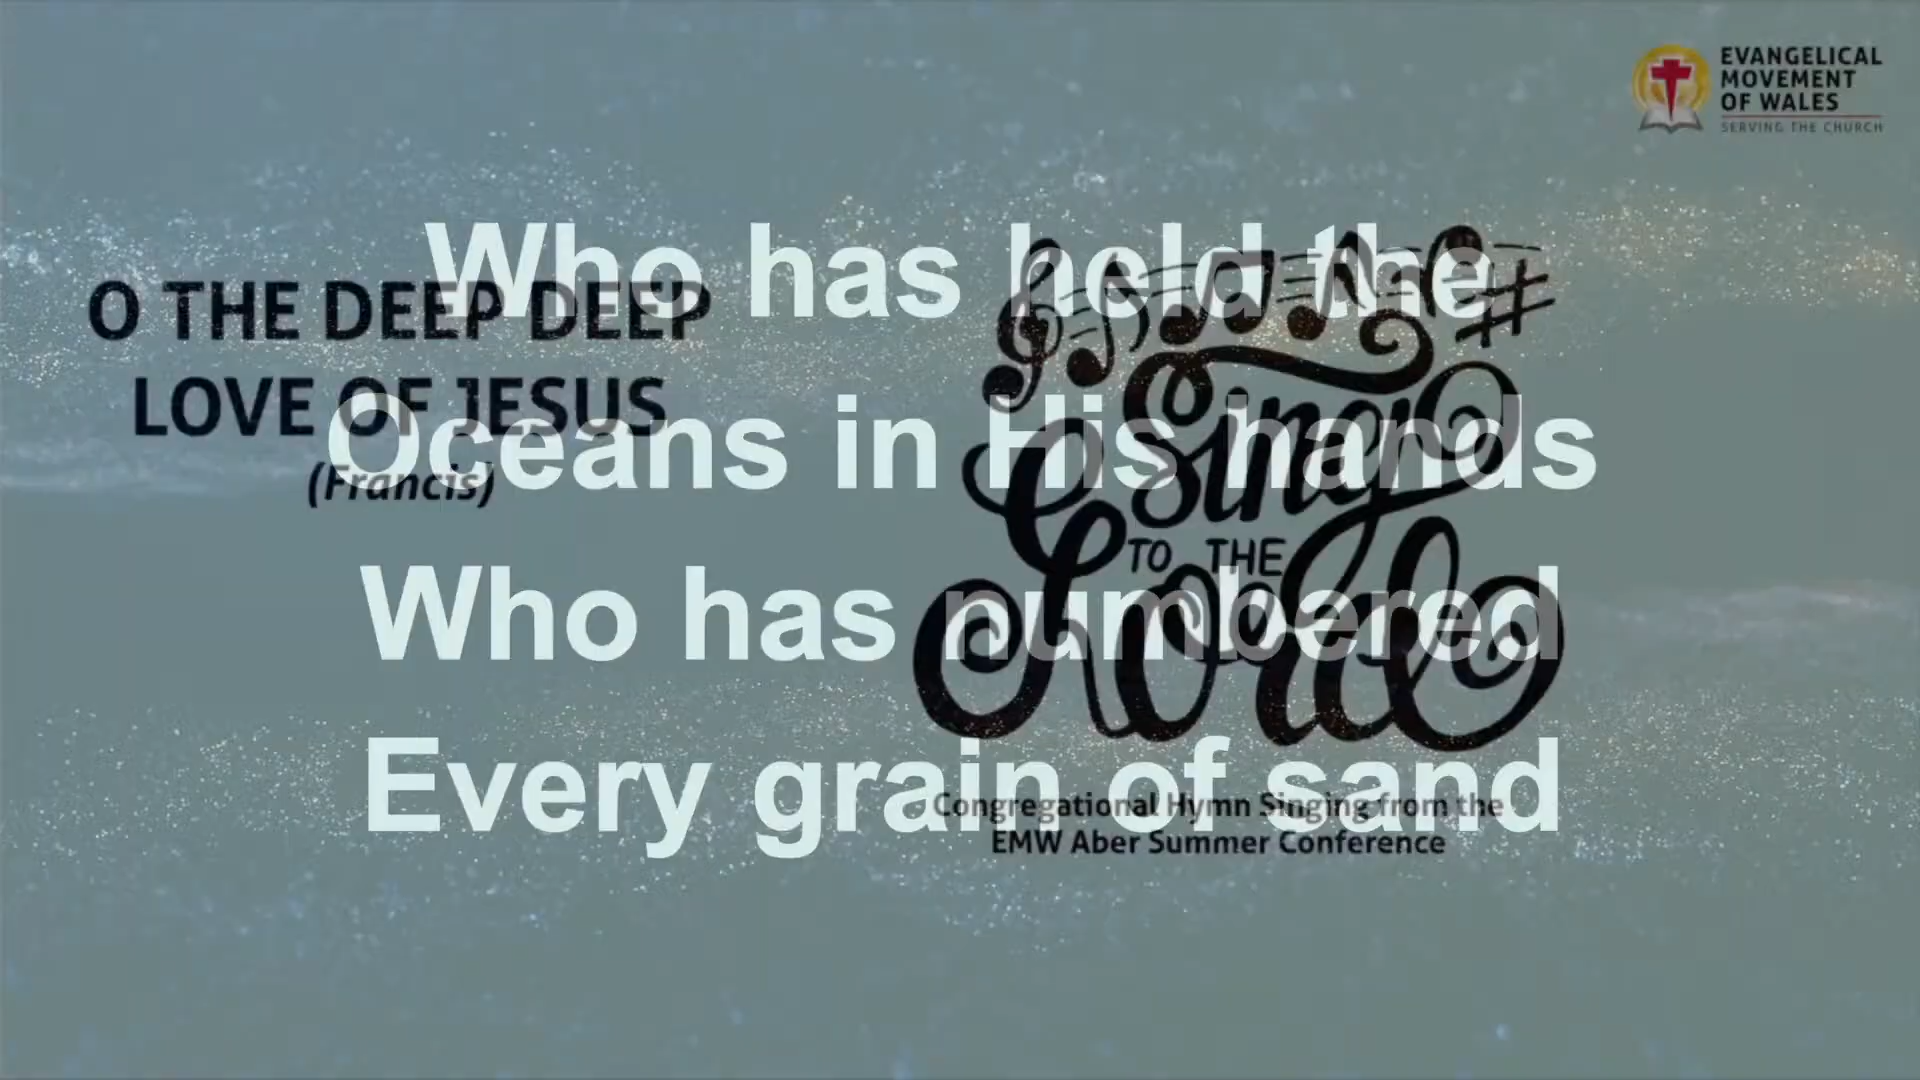 EVANGELICAL
MOVEMENT
OF WALES
SERVING THE CHURCH
O THE DEEP DEEP
LOVE OF JESUS
(Francis)
Who has held the
Oceans in His hands
Who has numbered
Every grain of sand
Sing
TO THE
Lord
Congregational Hymn Singing from the
EMW Aber Summer Conference